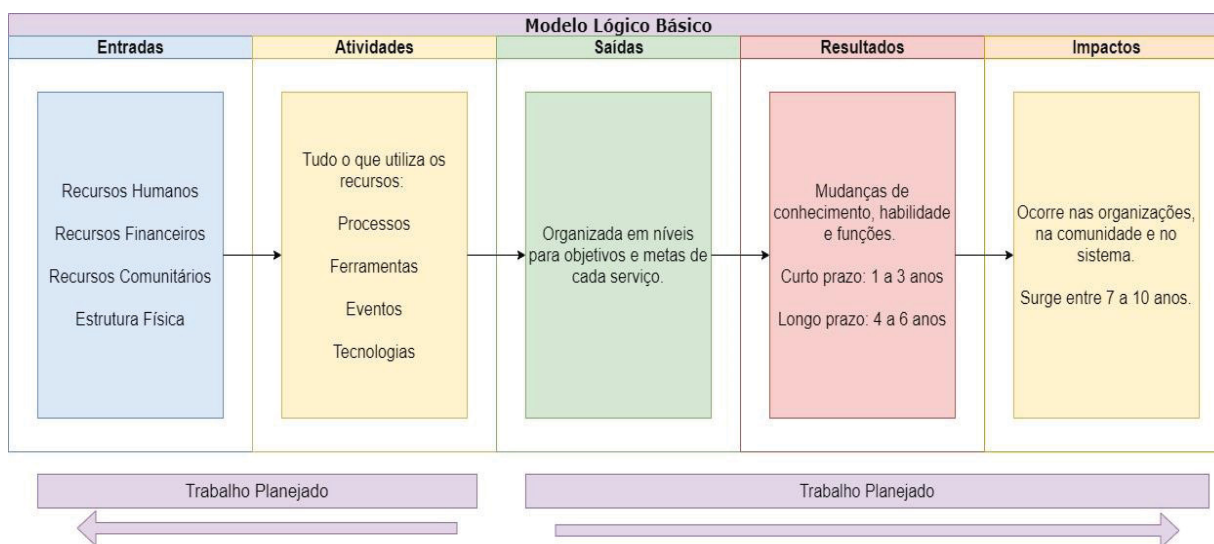 Modelo Lógico Básico
Entradas
Atividades
Saídas
Resultados
Impactos
Recursos Humanos
Recursos Financeiros
Recursos Comunitários
Estrutura Física
Tudo o que utiliza os
recursos:
Processos
Ferramentas
Eventos
Tecnologias
Organizada em níveis
para objetivos e metas de
cada serviço.
Mudanças de
conhecimento, habilidade
e funções.
Curto prazo: 1 a 3 anos
Longo prazo: 4 a 6 anos
Ocorre nas organizações,
na comunidade e no
sistema.
Surge entre 7 a 10 anos.
Trabalho Planejado
Trabalho Planejado